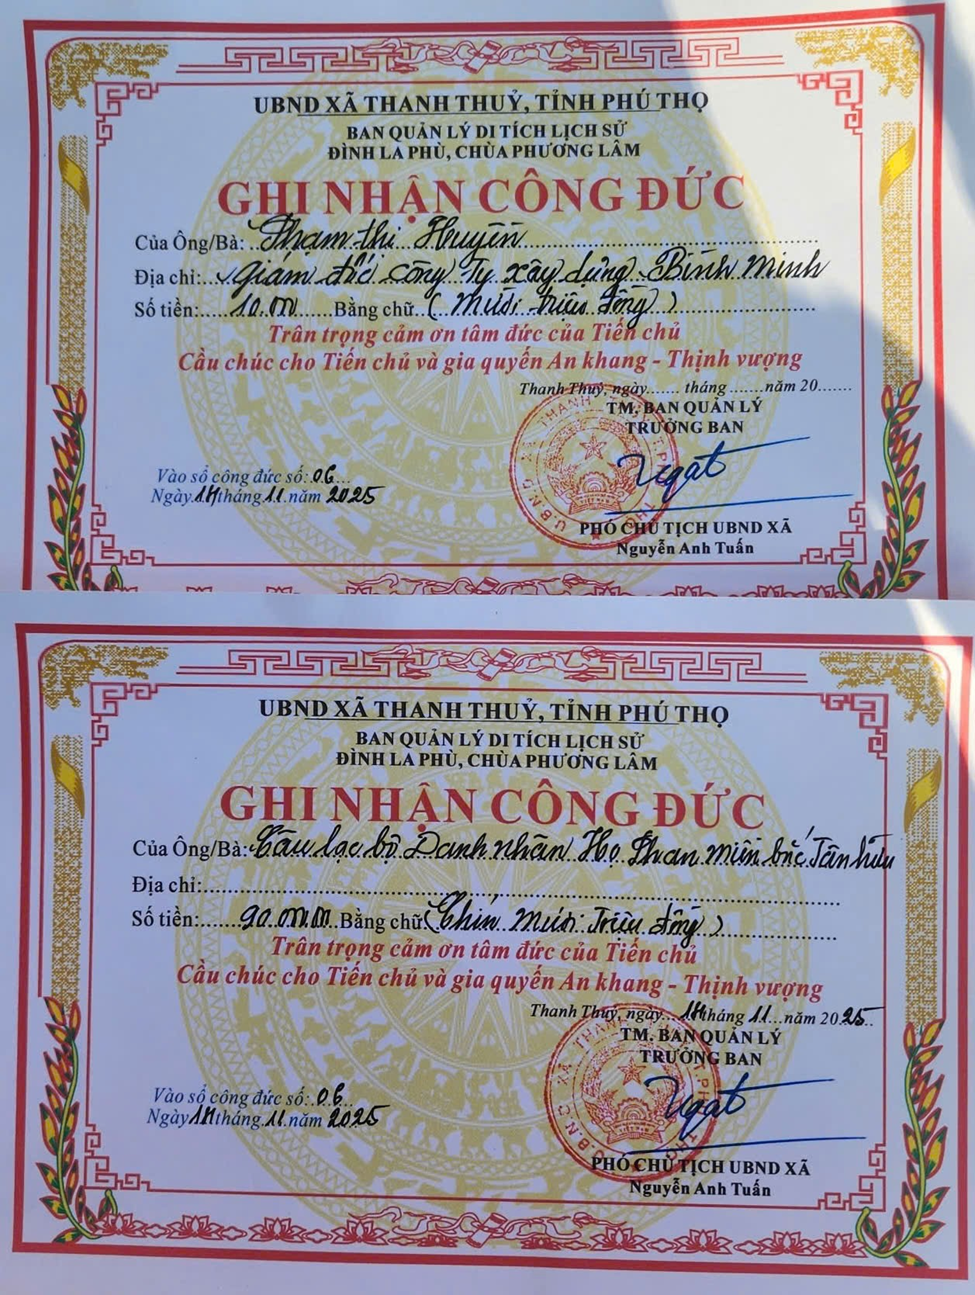 UBND XÃ THANH THUỶ, TỈNH PHÚ THỌ
BAN QUẢN LÝ DI TÍCH LỊCH SỬ
ĐÌNH LA PHÙ, CHÙA PHƯƠNG LÂM
GHI NHẬN CÔNG ĐỨC
Của Ông/Bà: Phạm thị Huyên
Địa chỉ: giám đốc công Ty xây dựng Bình Minh
Số tiền: 10.000 Bằng chữ (mười triệu đồng)
Trân trọng cảm ơn tâm đức của Tiến chủ
Cầu chúc cho Tiến chủ và gia quyến An khang - Thịnh vượng
Thanh Thuỷ, ngày....... tháng .......năm 20.......
TM. BAN QUẢN LÝ
TRƯỞNG BAN
Vào sổ công đức số: 06
Ngày 14 tháng 11 năm 2025
PHÓ CHỦ TỊCH UBND XÃ
Nguyễn Anh Tuấn
UBND XÃ THANH THUỶ, TỈNH PHÚ THỌ
BAN QUẢN LÝ DI TÍCH LỊCH SỬ
ĐÌNH LA PHÙ, CHÙA PHƯƠNG LÂM
GHI NHẬN CÔNG ĐỨC
Của Ông/Bà: Câu lạc bộ Danh nhân Họ Phan miền bắc Tân hữu
Địa chỉ:
Số tiền: 90.000.000 Bằng chữ (Chín mươi Triệu đồng)
Trân trọng cảm ơn tâm đức của Tiến chủ
Cầu chúc cho Tiến chủ và gia quyến An khang - Thịnh vượng
Thanh Thuỷ, ngày 14 tháng 11 năm 2025
TM. BAN QUẢN LÝ
TRƯỞNG BAN
Vào sổ công đức số: 06
Ngày 14 tháng 11 năm 2025
PHÓ CHỦ TỊCH UBND XÃ
Nguyễn Anh Tuấn